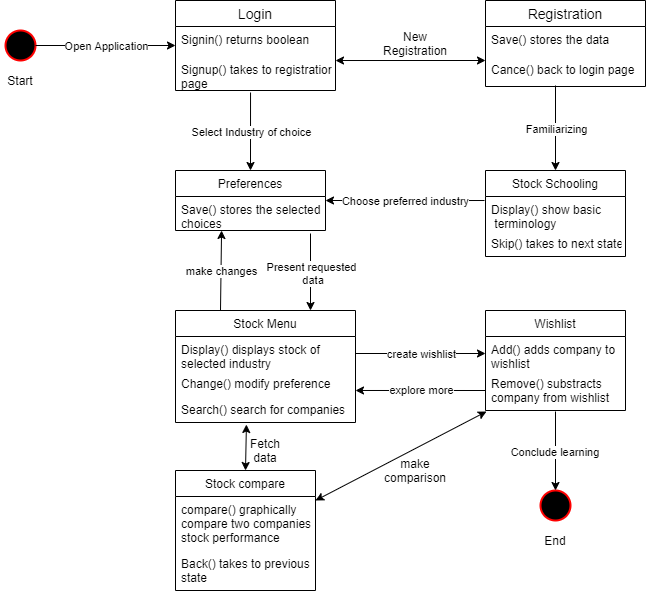 Login
Signin() returns boolean
Signup() takes to registratior
page
Registration
Save() stores the data
Cance() back to login page
Open Application
New
Registration
Start
Select Industry of choice
Familiarizing
Preferences
Save() stores the selected
choices
Choose preferred industry
Stock Schooling
Display() show basic
terminology
Skip() takes to next state
make changes
Present requested
data
Stock Menu
Display() displays stock of
selected industry
Change() modify preference
Search() search for companies
create wishlist
explore more
Wishlist
Add() adds company to
wishlist
Remove() substracts
company from wishlist
Fetch
data
make
comparison
Conclude learning
Stock compare
compare() graphically
compare two companies
stock performance
Back() takes to previous
state
End